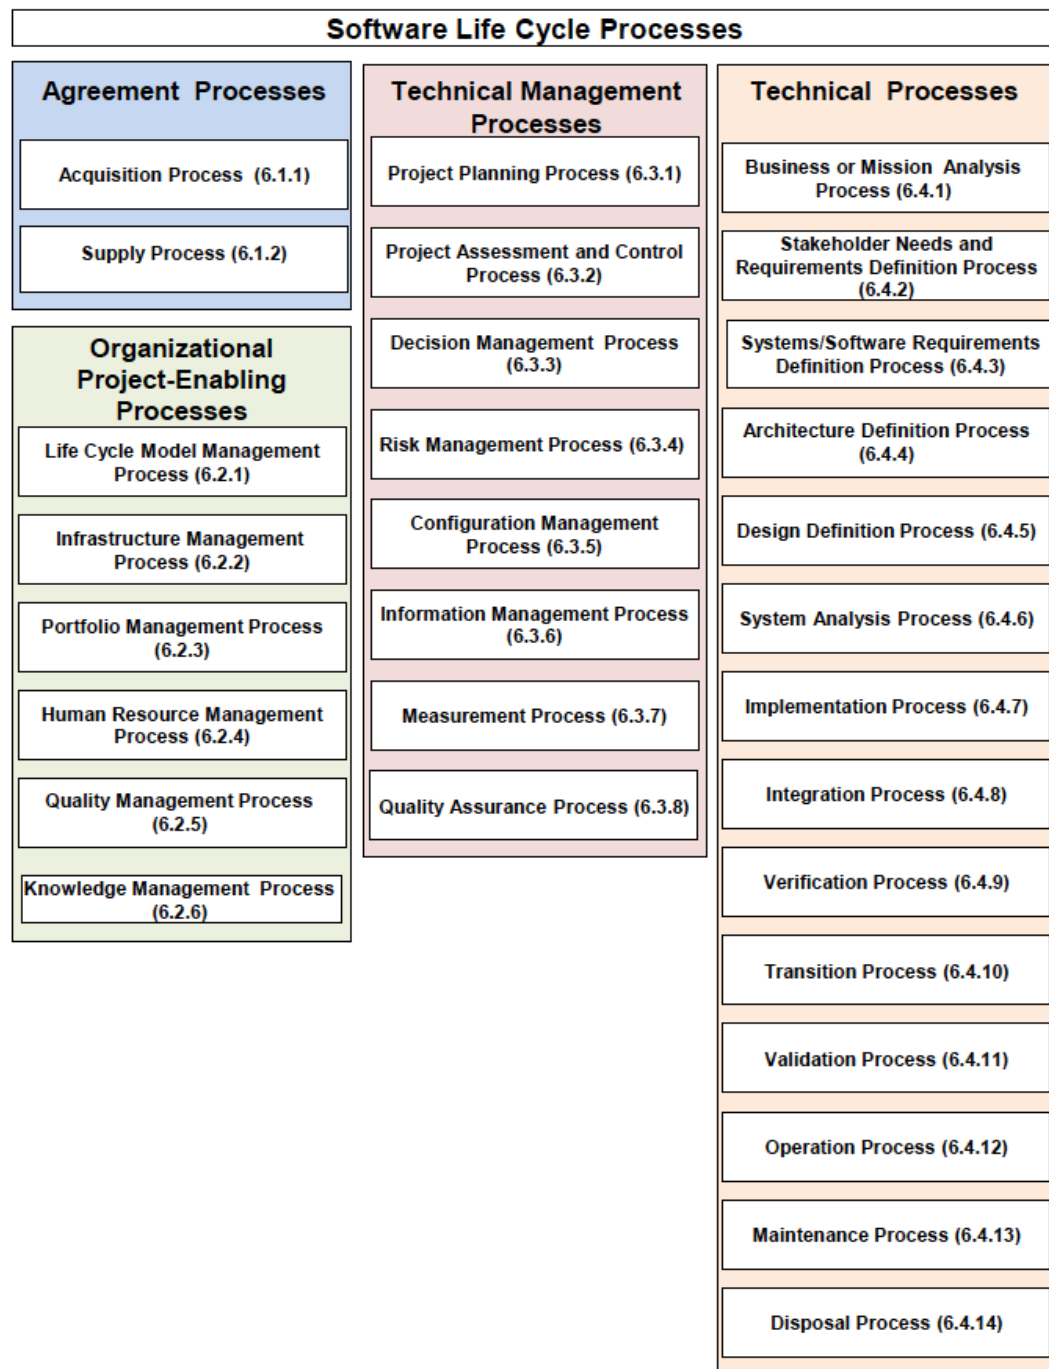 Software Life Cycle Processes
Agreement Processes
Acquisition Process (6.1.1)
Supply Process (6.1.2)
Organizational
Project-Enabling
Processes
Life Cycle Model Management
Process (6.2.1)
Infrastructure Management
Process (6.2.2)
Portfolio Management Process
(6.2.3)
Human Resource Management
Process (6.2.4)
Quality Management Process
(6.2.5)
Knowledge Management Process
(6.2.6)
Technical Management
Processes
Project Planning Process (6.3.1)
Project Assessment and Control
Process (6.3.2)
Decision Management Process
(6.3.3)
Risk Management Process (6.3.4)
Configuration Management
Process (6.3.5)
Information Management Process
(6.3.6)
Measurement Process (6.3.7)
Quality Assurance Process (6.3.8)
Technical Processes
Business or Mission Analysis
Process (6.4.1)
Stakeholder Needs and
Requirements Definition Process
(6.4.2)
Systems/Software Requirements
Definition Process (6.4.3)
Architecture Definition Process
(6.4.4)
Design Definition Process (6.4.5)
System Analysis Process (6.4.6)
Implementation Process (6.4.7)
Integration Process (6.4.8)
Verification Process (6.4.9)
Transition Process (6.4.10)
Validation Process (6.4.11)
Operation Process (6.4.12)
Maintenance Process (6.4.13)
Disposal Process (6.4.14)